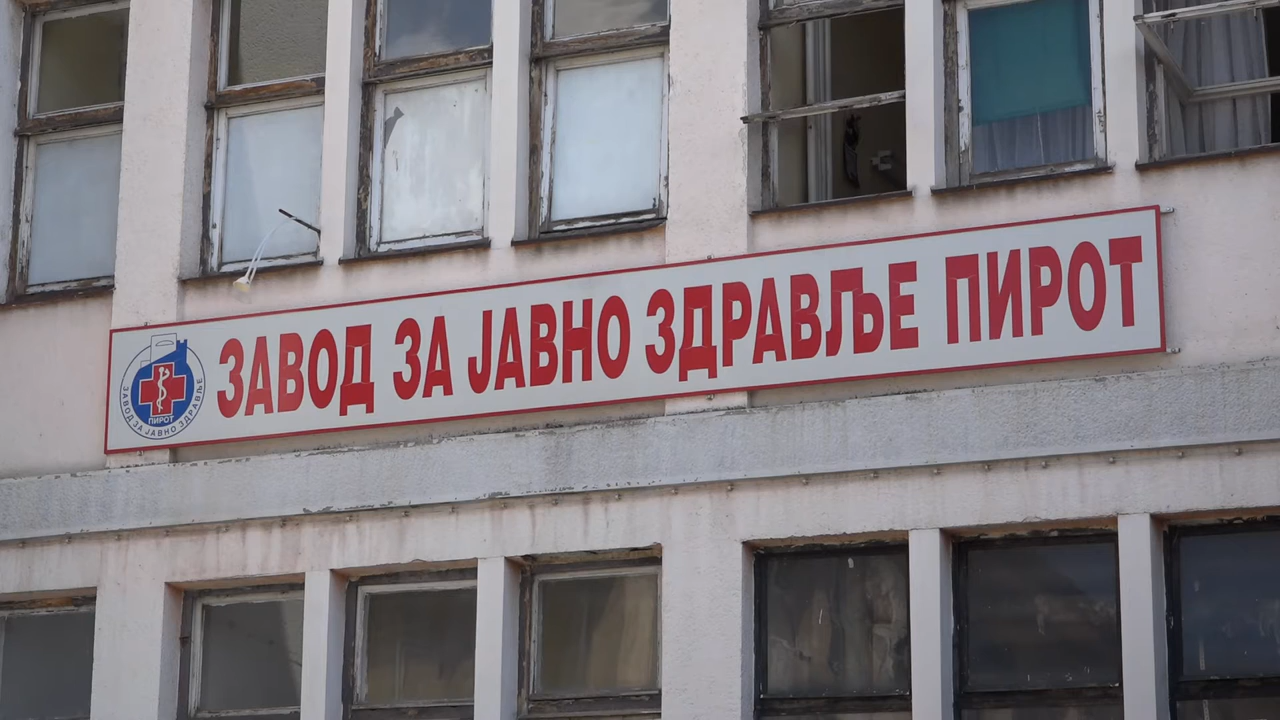 ЗАВОД ЗА ЈАВНО ЗДРАВЉЕ ПИРОТ
ПИРОТ
ЗАВОД ЗА ЈАВНО ЗДРАВЉЕ